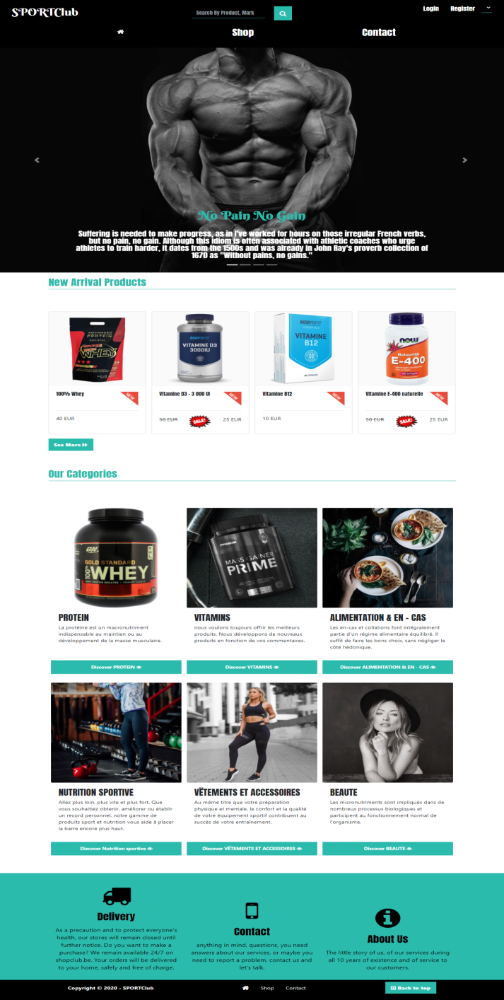 SPORTClub
Search By Product, Mark
Login
Register
Shop
Contact
No Pain No Gain
Suffering is needed to make progress, as in I've worked for hours on those irregular French verbs,
but no pain, no gain. Although this idiom is often associated with athletic coaches who urge
athletes to train harder, it dates from the 1500s and was already in John Ray's proverb collection of
1670 as "Without pains, no gains."
New Arrival Products
ADVANCED
PROTEIN
WHEY
BODY&FIT
VITAMINE D3
3000IU
BODY&FIT
VITAMINE
B12
NOW
Natuurlijk
E-400
100% Whey
NEW
Vitamine D3 - 3 000 UI
NEW
Vitamine B12
NEW
Vitamine E-400 naturelle
NEW
40 EUR
50 EUR
SALE!
25 EUR
10 EUR
50 EUR
SALE!
25 EUR
See More
Our Categories
ON
GOLD STANDARD
100%
WHEY
MASS GAINER
PRIME
PROTEIN
La protéine est un macronutriment
indispensable au maintien ou au
développement de la masse musculaire.
VITAMINS
nous voulons toujours offrir les meilleurs
produits. Nous développons de nouveaux
produits en fonction de vos commentaires.
ALIMENTATION & EN - CAS
Les en-cas et collations font intégralement
partie d'un régime alimentaire équilibré. Il
suffit de faire les bons choix, sans négliger le
côté hédonique.
Discover PROTEIN
Discover VITAMINS
Discover ALIMENTATION & EN - CAS
NUTRITION SPORTIVE
Allez plus loin, plus vite et plus fort. Que
vous souhaitiez obtenir, améliorer ou établir
un record personnel, notre gamme de
produits sport et nutrition vous aide à placer
la barre encore plus haut.
VËTEMENTS ET ACCESSOIRES
Au même titre que votre préparation
physique et mentale, le confort et la qualité
de votre équipement sportif contribuent au
succès de votre entraînement.
BEAUTE
Les micronutriments sont impliqués dans de
nombreux processus biologiques et
participent au fonctionnement normal de
l'organisme.
Discover Nutrition sportive
Discover VËTEMENTS ET ACCESSOIRES
Discover BEAUTE
Delivery
As a precaution and to protect everyone's
health, our stores will remain closed until
further notice. Do you want to make a
purchase? We remain available 24/7 on
shopclub.be. Your orders will be delivered
to your home, safely and free of charge.
Contact
anything in mind, questions, you need
answers about our services, or maybe you
need to report a problem, contact us and
let's talk.
About Us
The little story of us, of our services during
all 10 years of existence and of service to
our customers.
Copyright © 2020 - SPORTClub
Shop
Contact
Back to top